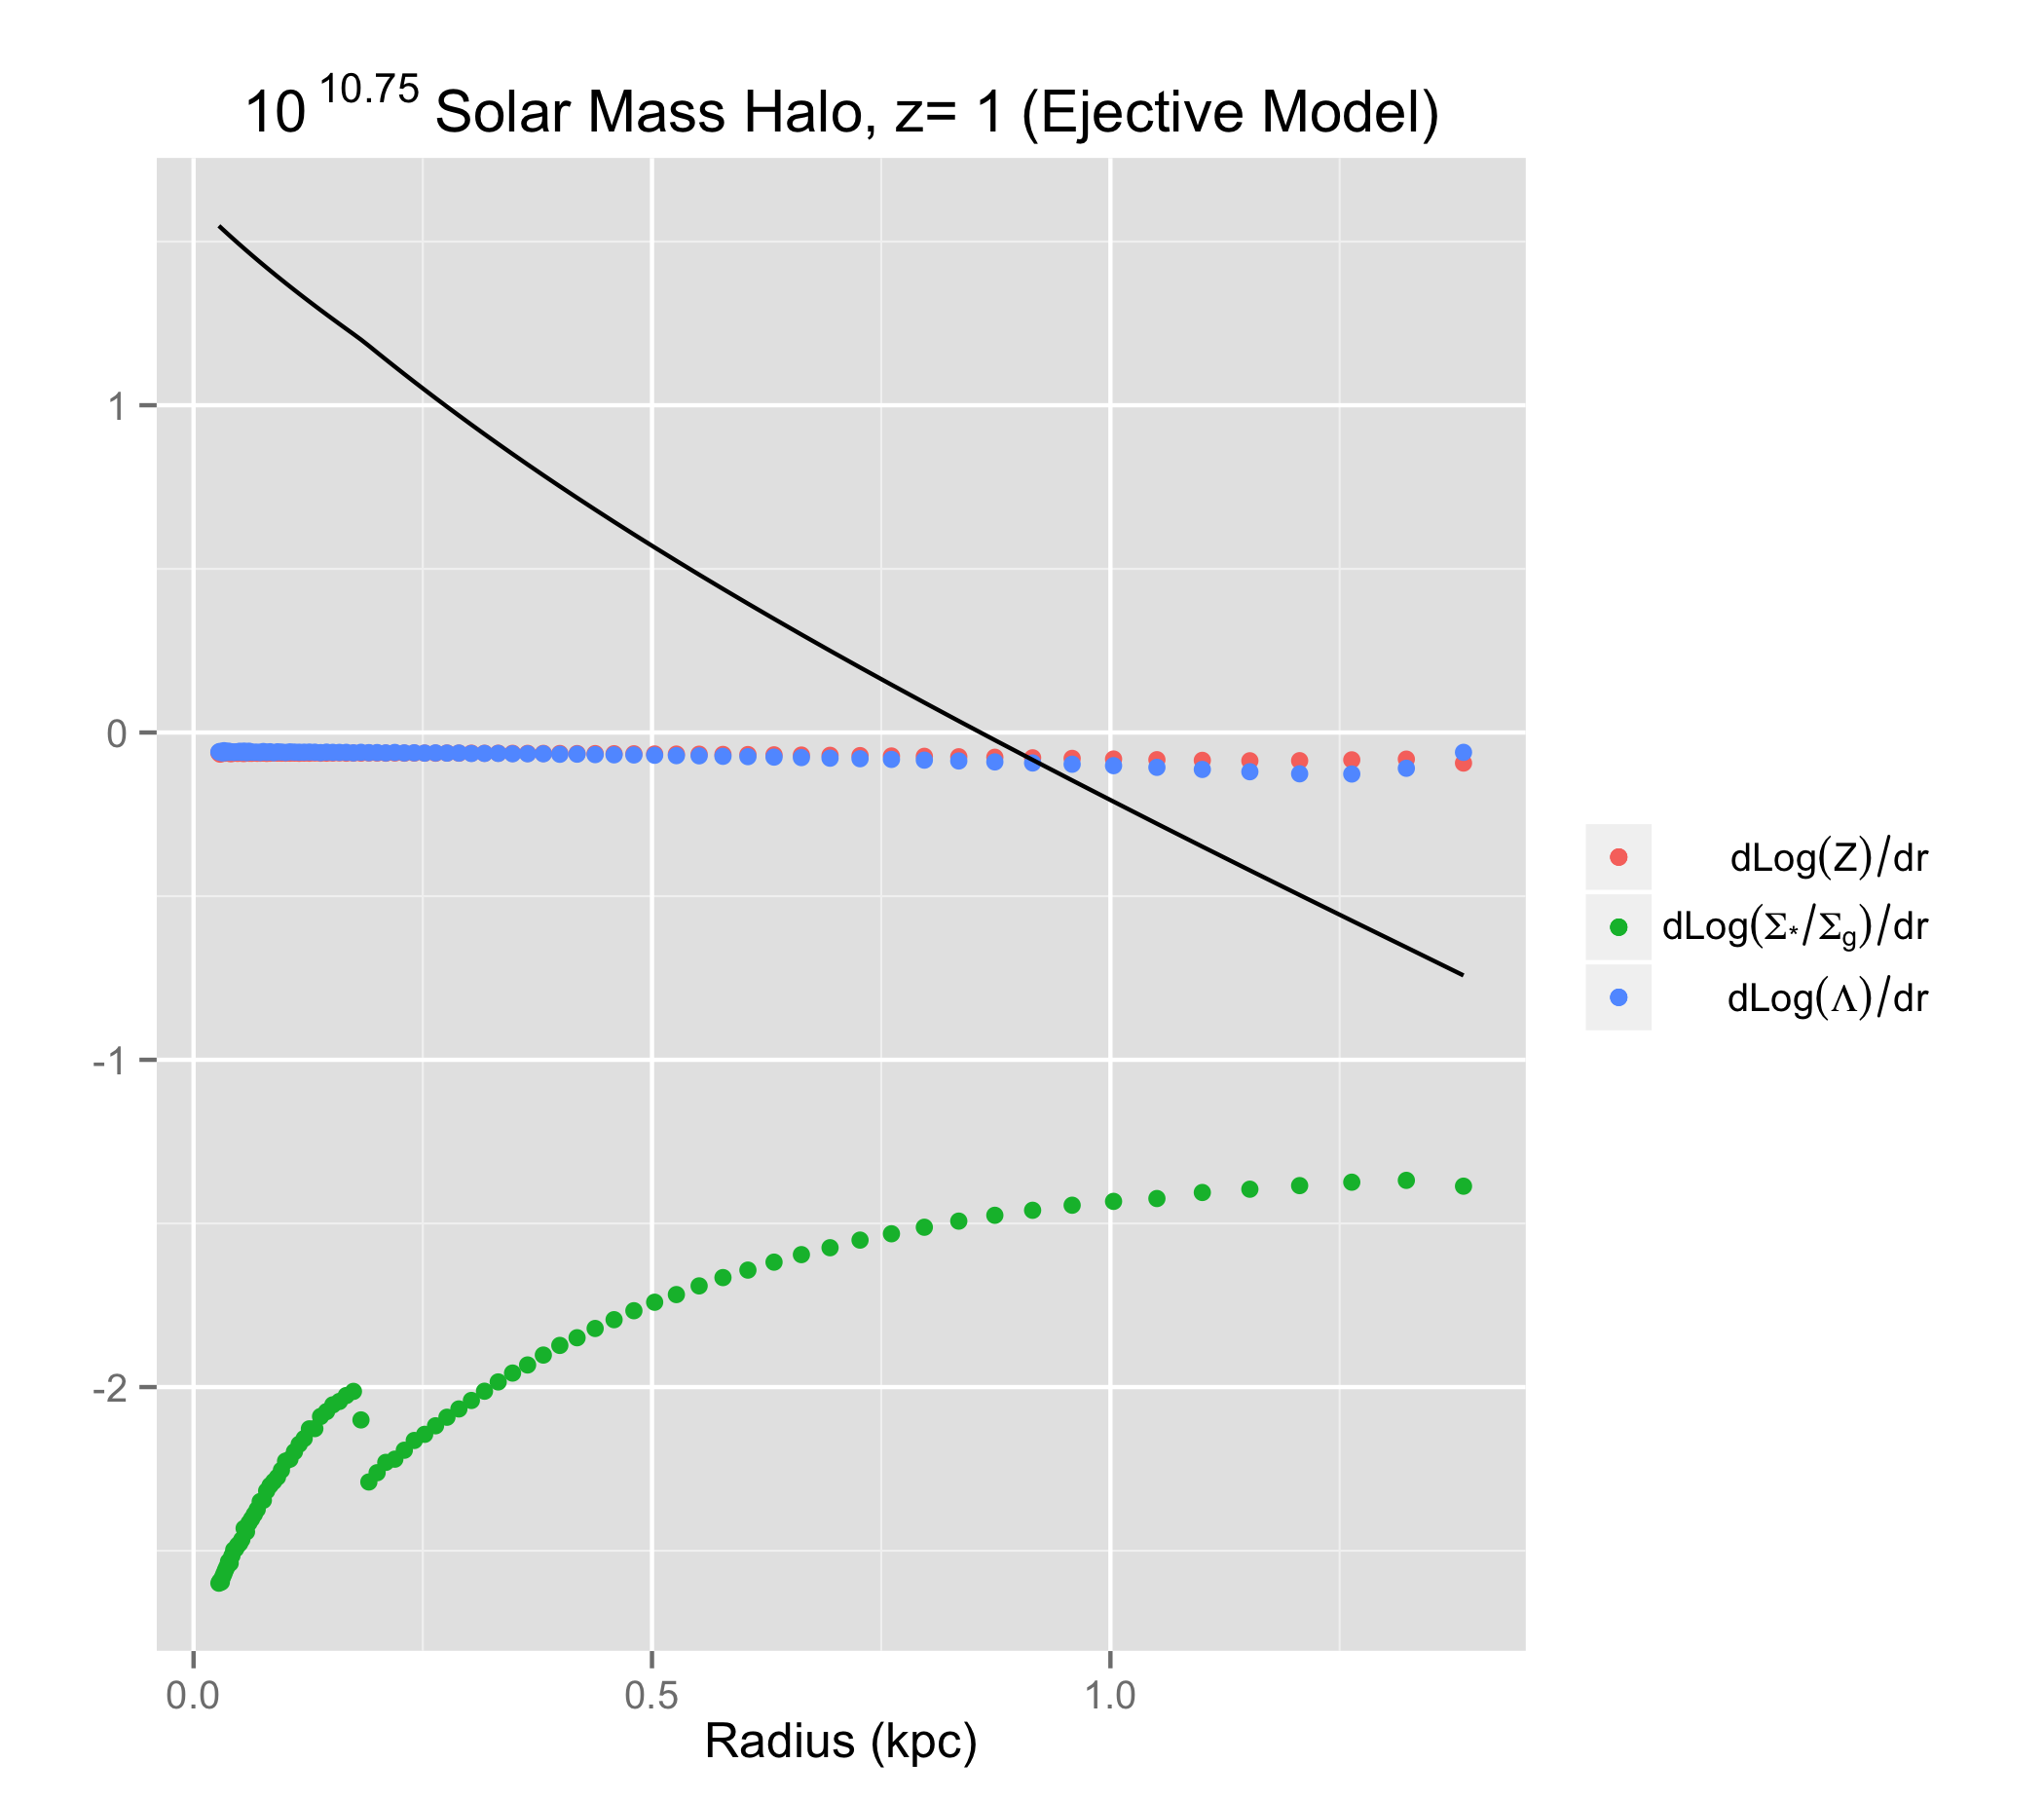 10^10.75 Solar Mass Halo, z= 1 (Ejective Model)
1
0
-1
-2
0.0 0.5 1.0
Radius (kpc)
dLog(Z)/dr
dLog(Σ*/Σg)/dr
dLog(Λ)/dr